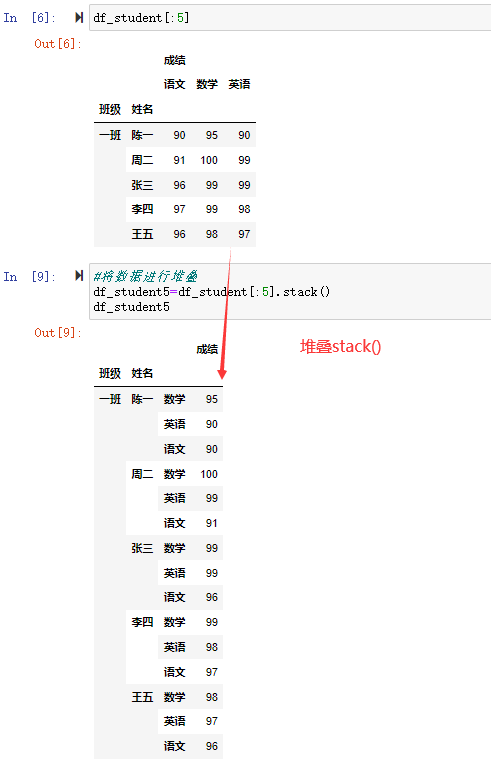 In [6]: df_student[:5]
Out[6]:
成绩
语文 数学 英语
班级 姓名
一班 陈一 90 95 90
周二 91 100 99
张三 96 99 99
李四 97 99 98
王五 96 98 97
In [9]: #将数据进行堆叠
df_student5=df_student[:5].stack()
df_student5
Out[9]:
堆叠stack()
成绩
班级 姓名
一班 陈一 数学 95
英语 90
语文 90
周二 数学 100
英语 99
语文 91
张三 数学 99
英语 99
语文 96
李四 数学 99
英语 98
语文 97
王五 数学 98
英语 97
语文 96